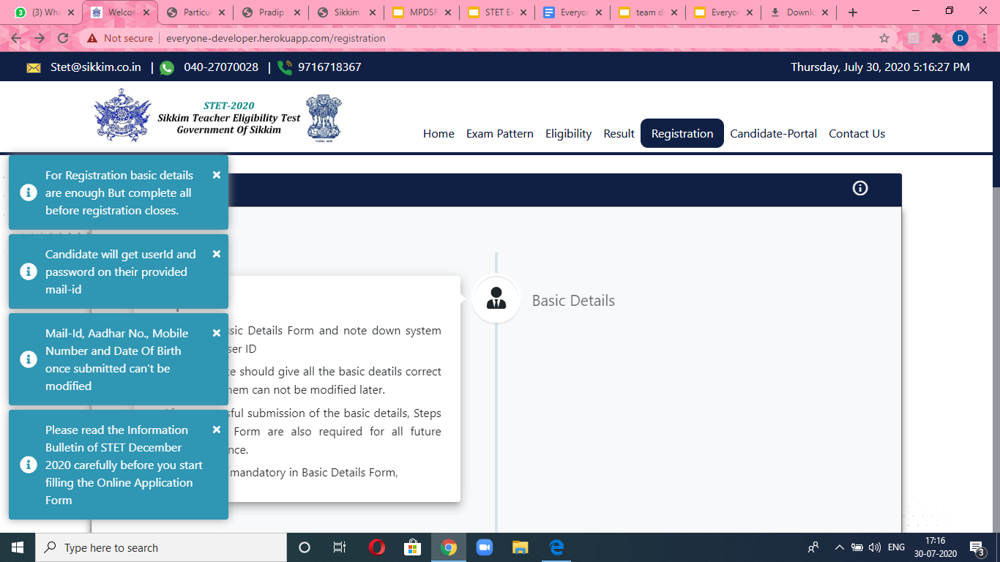 (3) Wha
Welcon
Particul
Pradip
Sikkim
MPDSR
STET Ex
Everyor
team d
Everyor
Downlo
Not secure
everyone-developer.herokuapp.com/registration
D
Stet@sikkim.co.in | 040-27070028 | 9716718367
Thursday, July 30, 2020 5:16:27 PM
STET-2020
Sikkim Teacher Eligibility Test
Government Of Sikkim
Home Exam Pattern Eligibility Result Registration Candidate-Portal Contact Us
For Registration basic details
are enough But complete all
before registration closes.
Candidate will get userId and
password on their provided
mail-id
Mail-Id, Aadhar No., Mobile
Number and Date Of Birth
once submitted can't be
modified
Please read the Information
Bulletin of STET December
2020 carefully before you start
filling the Online Application
Form
Basic Details
sic Details Form and note down system
ser ID
te should give all the basic deatils correct
hem can not be modified later.
sful submission of the basic details, Steps
Form are also required for all future
nce.
mandatory in Basic Details Form,
Type here to search
ENG
17:16
30-07-2020
3